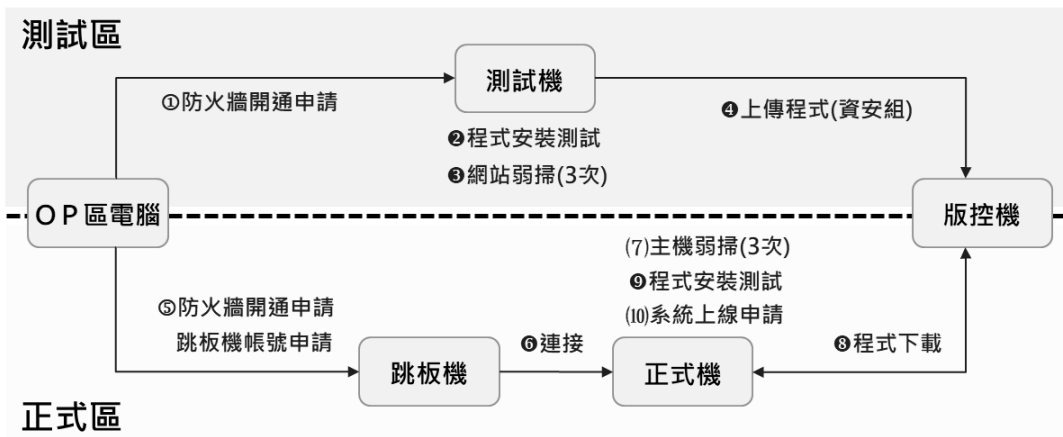 測試區
測試機
①防火牆開通申請
❹上傳程式(資安組)
❷程式安裝測試
❸網站弱掃(3次)
ＯＰ區電腦
版控機
⑺主機弱掃(3次)
❾程式安裝測試
⑽系統上線申請
⑤防火牆開通申請
跳板機帳號申請
❻連接
❽程式下載
跳板機
正式機
正式區